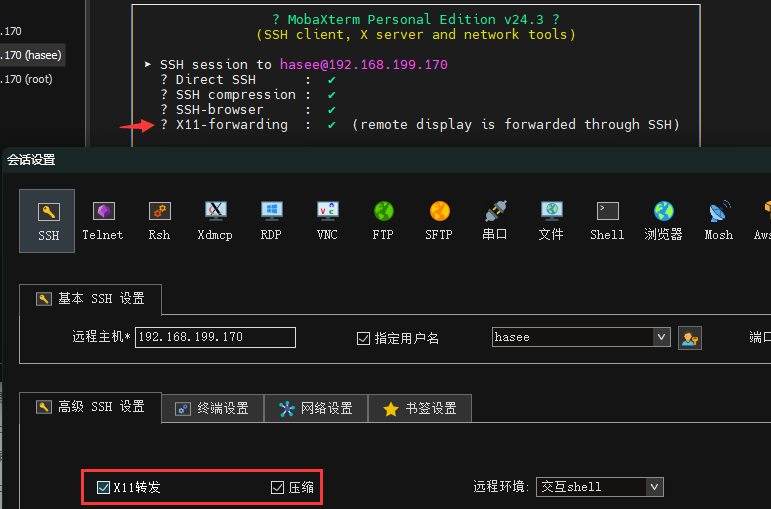 .170
.170 (hasee)
.170 (root)
? MobaXterm Personal Edition v24.3 ?
(SSH client, X server and network tools)
➤ SSH session to hasee@192.168.199.170
? Direct SSH : ✔
? SSH compression : ✔
? SSH-browser : ✔
? X11-forwarding : ✔ (remote display is forwarded through SSH)
会话设置
SSH Telnet Rsh Xdmcp RDP VNC FTP SFTP 串口 文件 Shell 浏览器 Mosh Aws
基本 SSH 设置
远程主机* 192.168.199.170 指定用户名 hasee 端口
高级 SSH 设置 终端设置 网络设置 书签设置
X11转发 压缩 远程环境: 交互shell